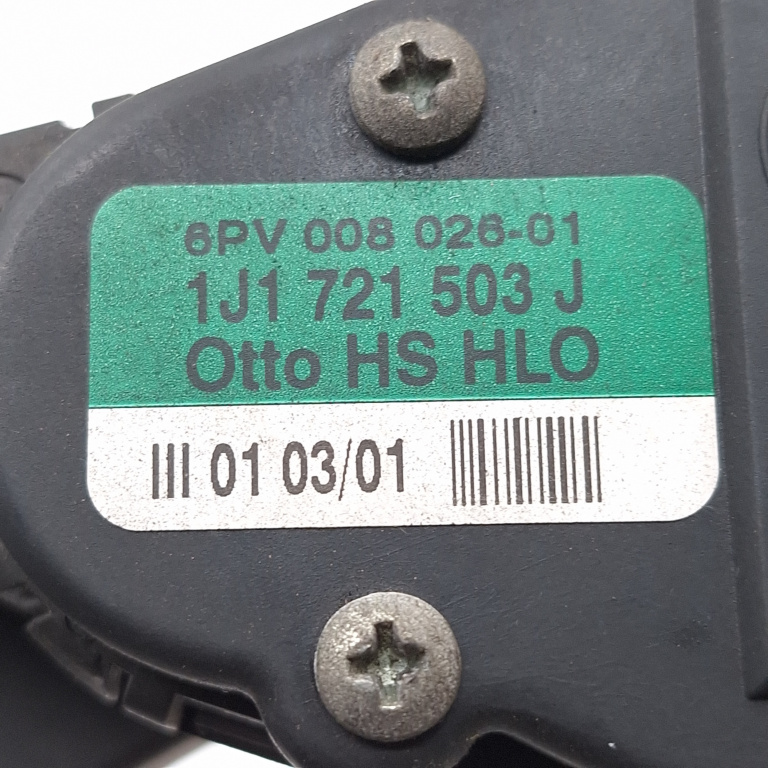 6PV 008 026-01
1J1 721 503 J
Otto HS HLO
III 01 03/01